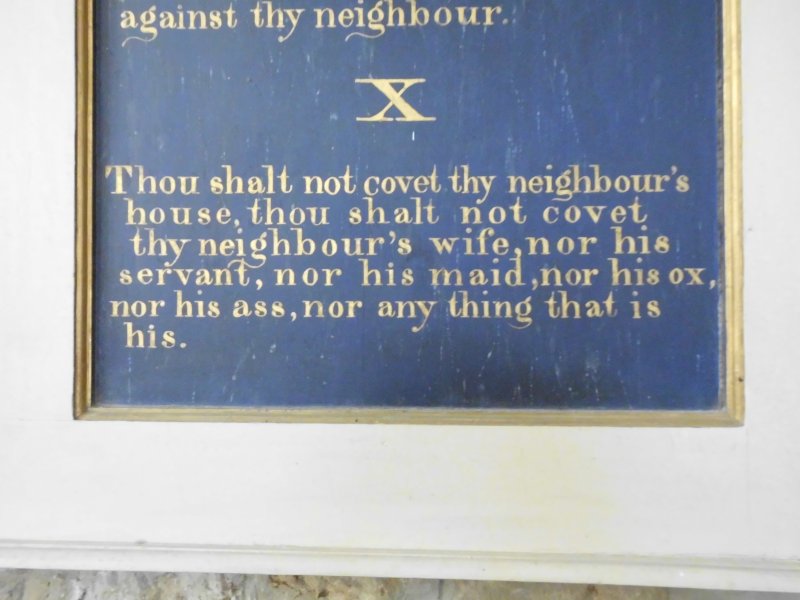 against thy neighbour.
X
Thou shalt not covet thy neighbour's
house, thou shalt not covet
thy neighbour's wife, nor his
servant, nor his maid, nor his ox,
nor his ass, nor any thing that is
his.